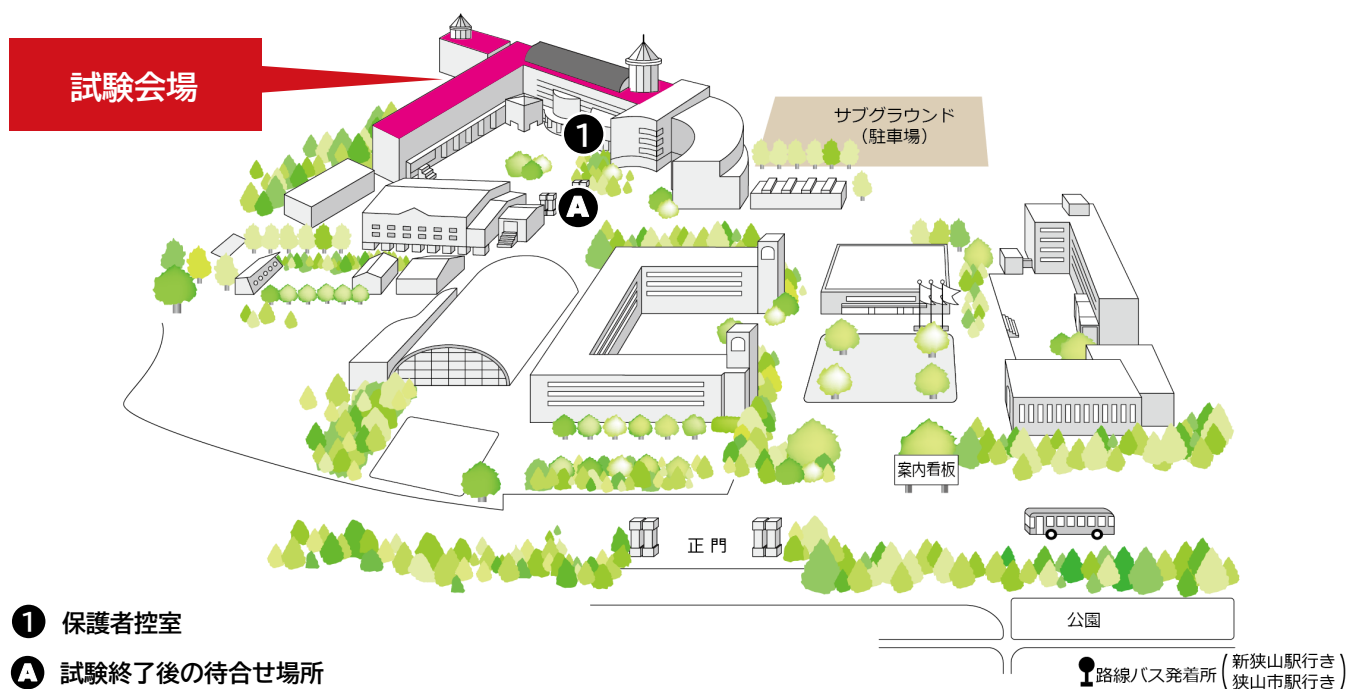 試験会場
サブグラウンド
（駐車場）
1
A
案内看板
正門
公園
1 保護者控室
A 試験終了後の待合せ場所
路線バス発着所（新狭山駅行き
狭山市駅行き）